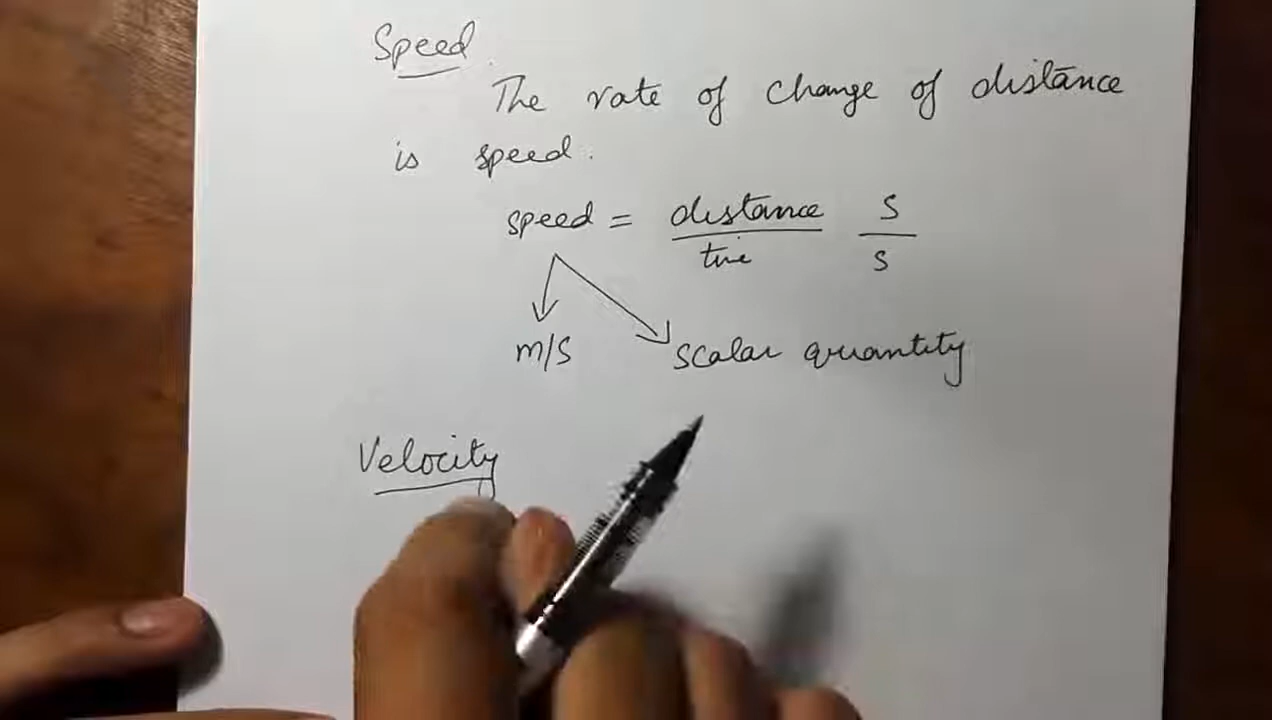 Speed
The rate of change of distance
is speed.
speed = distance / time s / s
m/s scalar quantity
Velocity